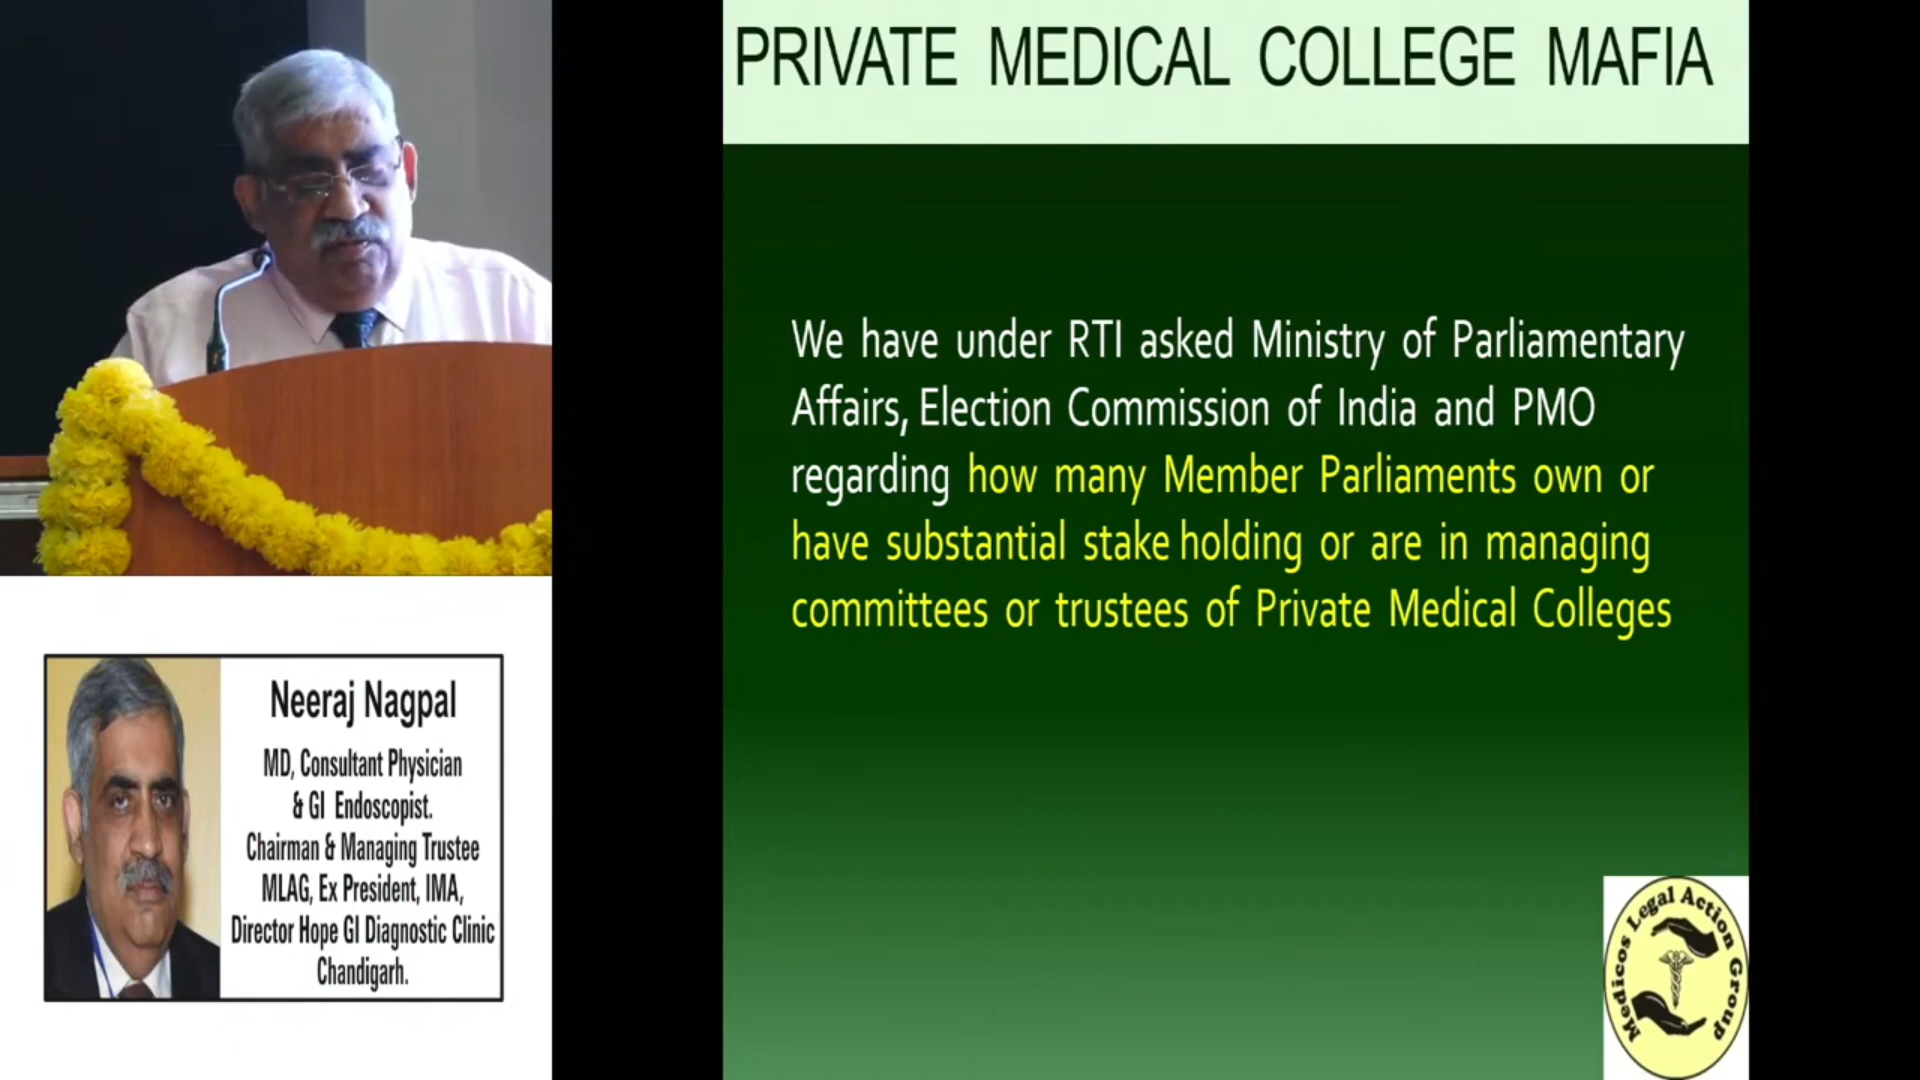 PRIVATE MEDICAL COLLEGE MAFIA
We have under RTI asked Ministry of Parliamentary
Affairs, Election Commission of India and PMO
regarding how many Member Parliaments own or
have substantial stake holding or are in managing
committees or trustees of Private Medical Colleges
Neeraj Nagpal
MD, Consultant Physician
& GI Endoscopist.
Chairman & Managing Trustee
MLAG, Ex President, IMA,
Director Hope GI Diagnostic Clinic
Chandigarh.
Medicos Legal Action Group